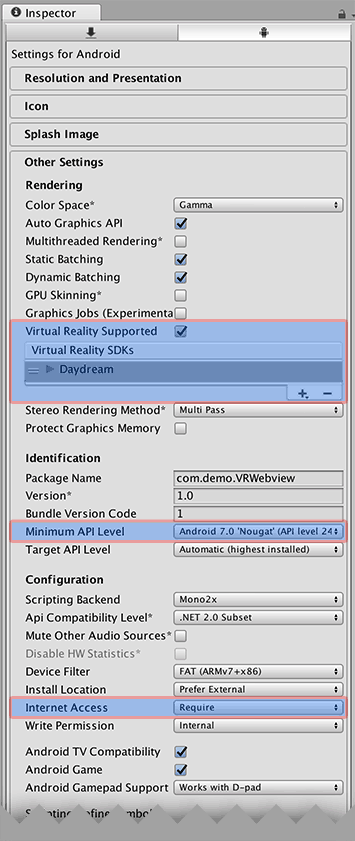 Inspector
Settings for Android
Resolution and Presentation
Icon
Splash Image
Other Settings
Rendering
Color Space* Gamma
Auto Graphics API
Multithreaded Rendering*
Static Batching
Dynamic Batching
GPU Skinning*
Graphics Jobs (Experimenta
Virtual Reality Supported
Virtual Reality SDKs
Daydream
Stereo Rendering Method* Multi Pass
Protect Graphics Memory
Identification
Package Name com.demo.VRWebview
Version* 1.0
Bundle Version Code 1
Minimum API Level Android 7.0 'Nougat' (API level 24
Target API Level Automatic (highest installed)
Configuration
Scripting Backend Mono2x
Api Compatibility Level* .NET 2.0 Subset
Mute Other Audio Sources*
Disable HW Statistics*
Device Filter FAT (ARMv7+x86)
Install Location Prefer External
Internet Access Require
Write Permission Internal
Android TV Compatibility
Android Game
Android Gamepad Support Works with D-pad